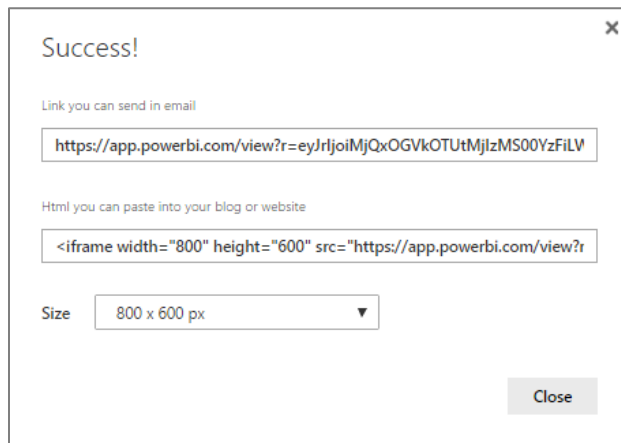 Success!
Link you can send in email
https://app.powerbi.com/view?r=eyJrIjoiMjQxOGVkOTUtMjIzMS00YzFiLW
Html you can paste into your blog or website
<iframe width="800" height="600" src="https://app.powerbi.com/view?r
Size
800 x 600 px
Close